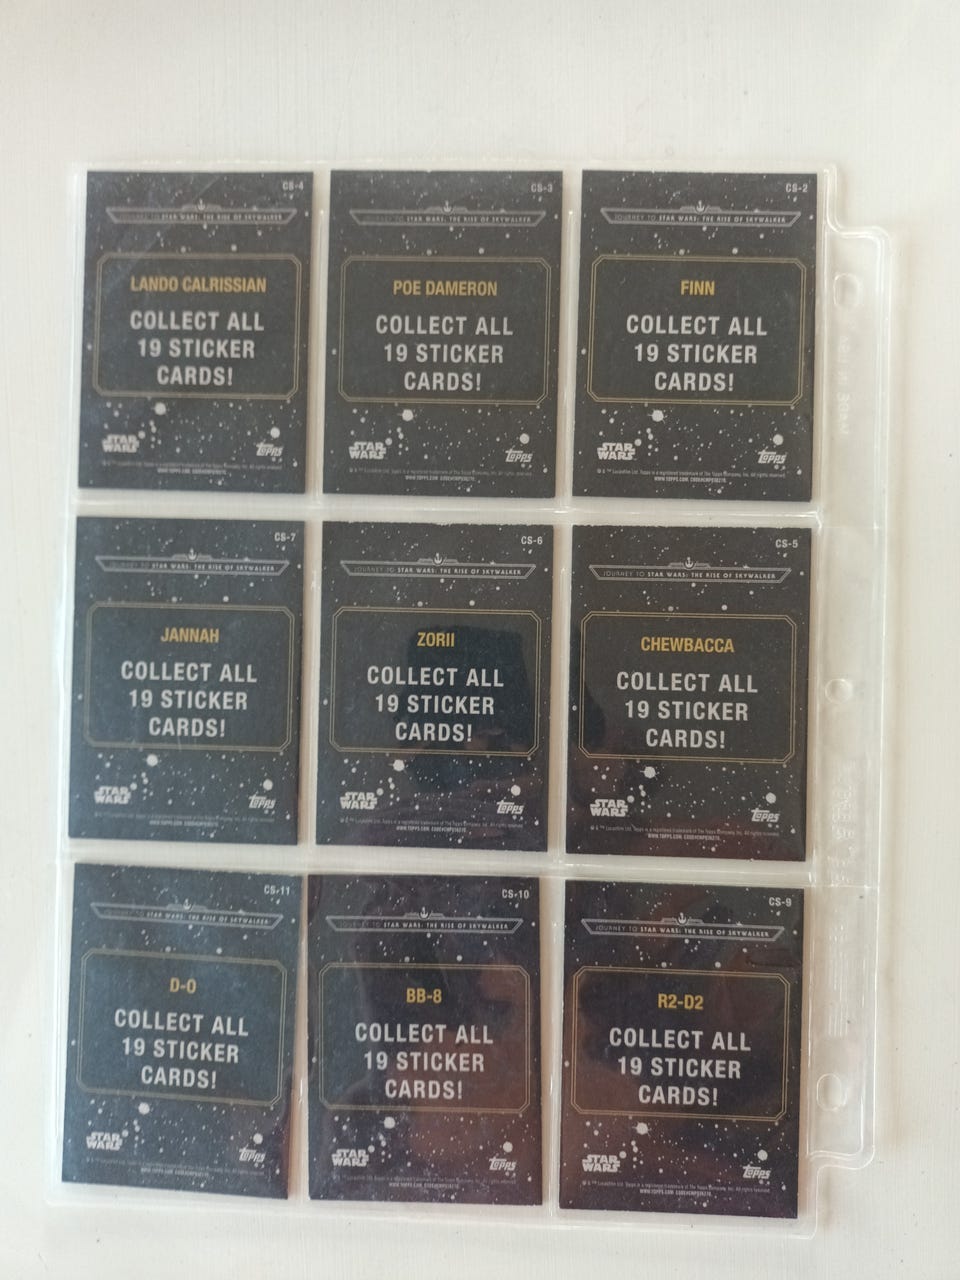 CS-4
JOURNEY TO STAR WARS: THE RISE OF SKYWALKER
LANDO CALRISSIAN
COLLECT ALL
19 STICKER
CARDS!
STAR WARS
Topps
CS-3
JOURNEY TO STAR WARS: THE RISE OF SKYWALKER
POE DAMERON
COLLECT ALL
19 STICKER
CARDS!
STAR WARS
Topps
CS-2
JOURNEY TO STAR WARS: THE RISE OF SKYWALKER
FINN
COLLECT ALL
19 STICKER
CARDS!
STAR WARS
Topps
CS-7
JOURNEY TO STAR WARS: THE RISE OF SKYWALKER
JANNAH
COLLECT ALL
19 STICKER
CARDS!
STAR WARS
Topps
CS-6
JOURNEY TO STAR WARS: THE RISE OF SKYWALKER
ZORII
COLLECT ALL
19 STICKER
CARDS!
STAR WARS
Topps
CS-5
JOURNEY TO STAR WARS: THE RISE OF SKYWALKER
CHEWBACCA
COLLECT ALL
19 STICKER
CARDS!
STAR WARS
Topps
CS-11
JOURNEY TO STAR WARS: THE RISE OF SKYWALKER
D-O
COLLECT ALL
19 STICKER
CARDS!
STAR WARS
Topps
CS-10
JOURNEY TO STAR WARS: THE RISE OF SKYWALKER
BB-8
COLLECT ALL
19 STICKER
CARDS!
STAR WARS
Topps
CS-9
JOURNEY TO STAR WARS: THE RISE OF SKYWALKER
R2-D2
COLLECT ALL
19 STICKER
CARDS!
STAR WARS
Topps